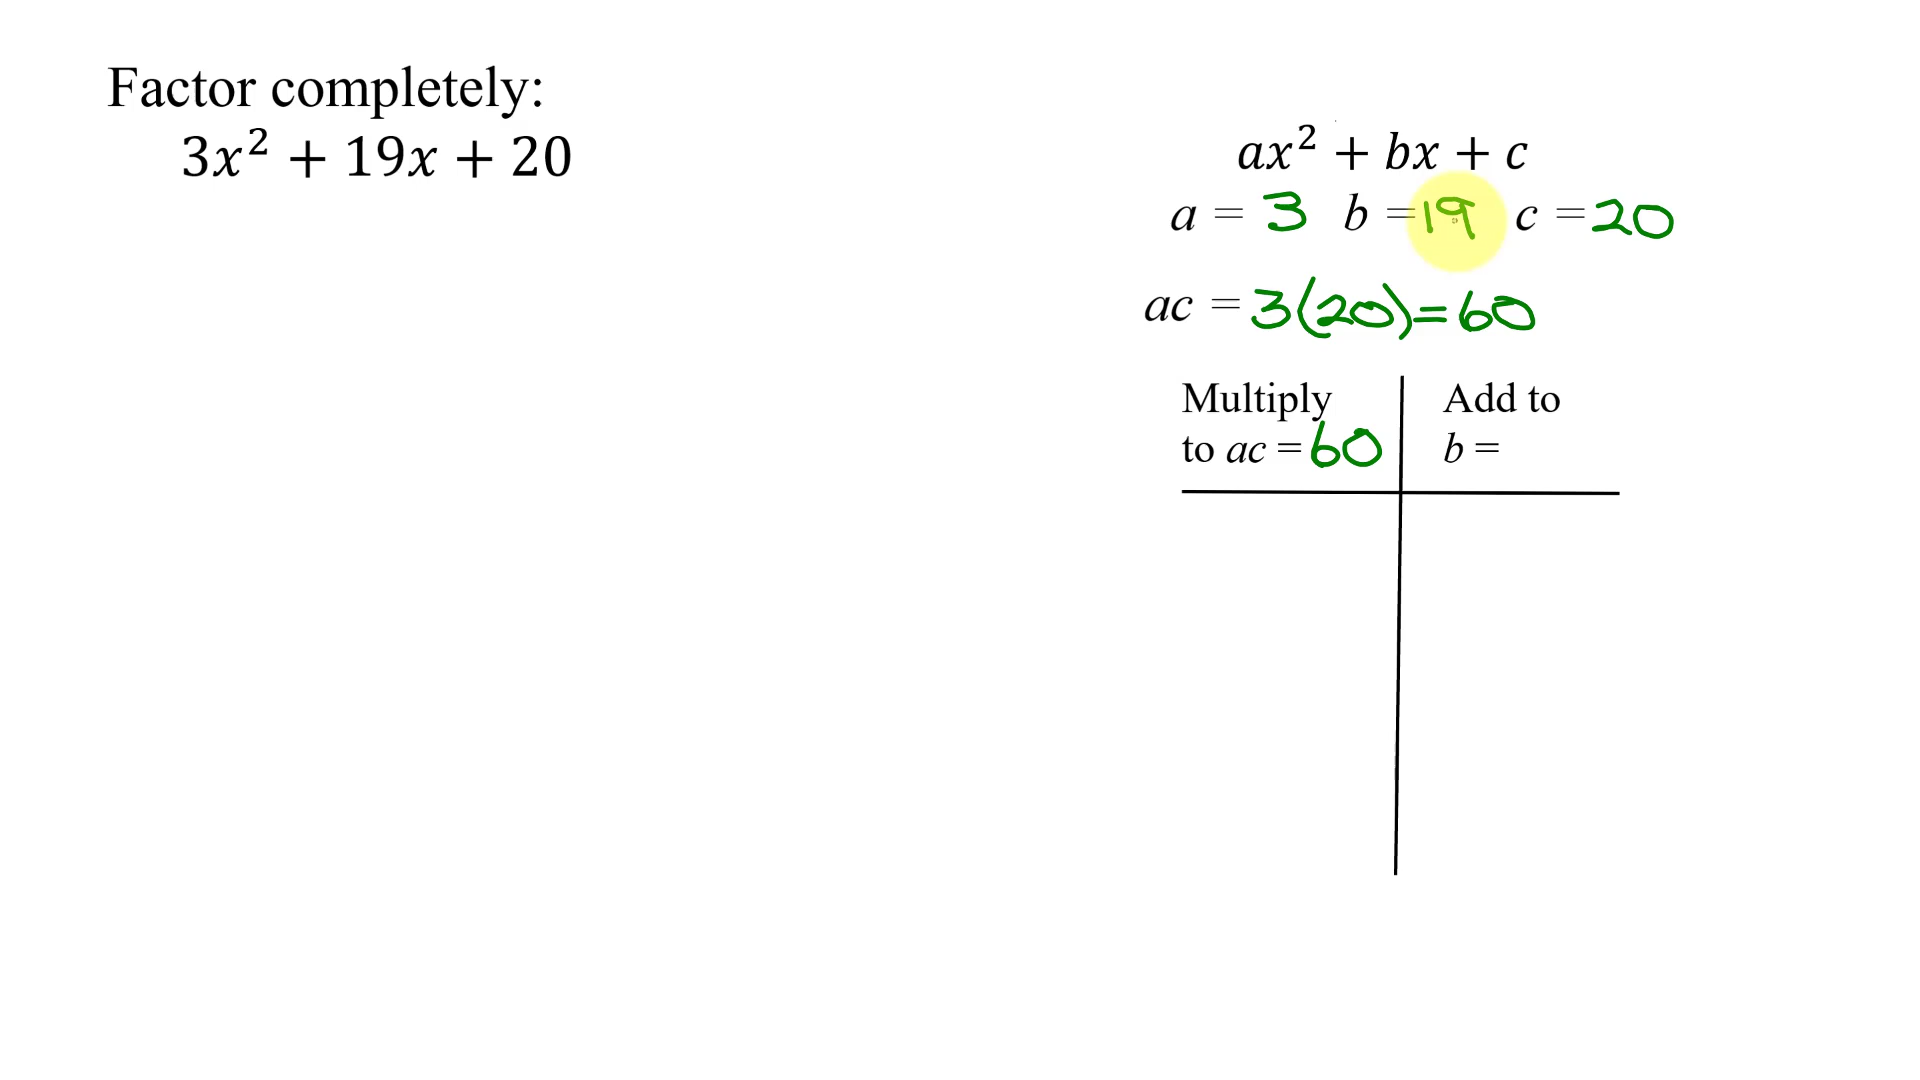 Factor completely:
3x² + 19x + 20
ax² + bx + c
a = 3 b = 19 c = 20
ac = 3(20) = 60
Multiply
to ac = 60
Add to
b =